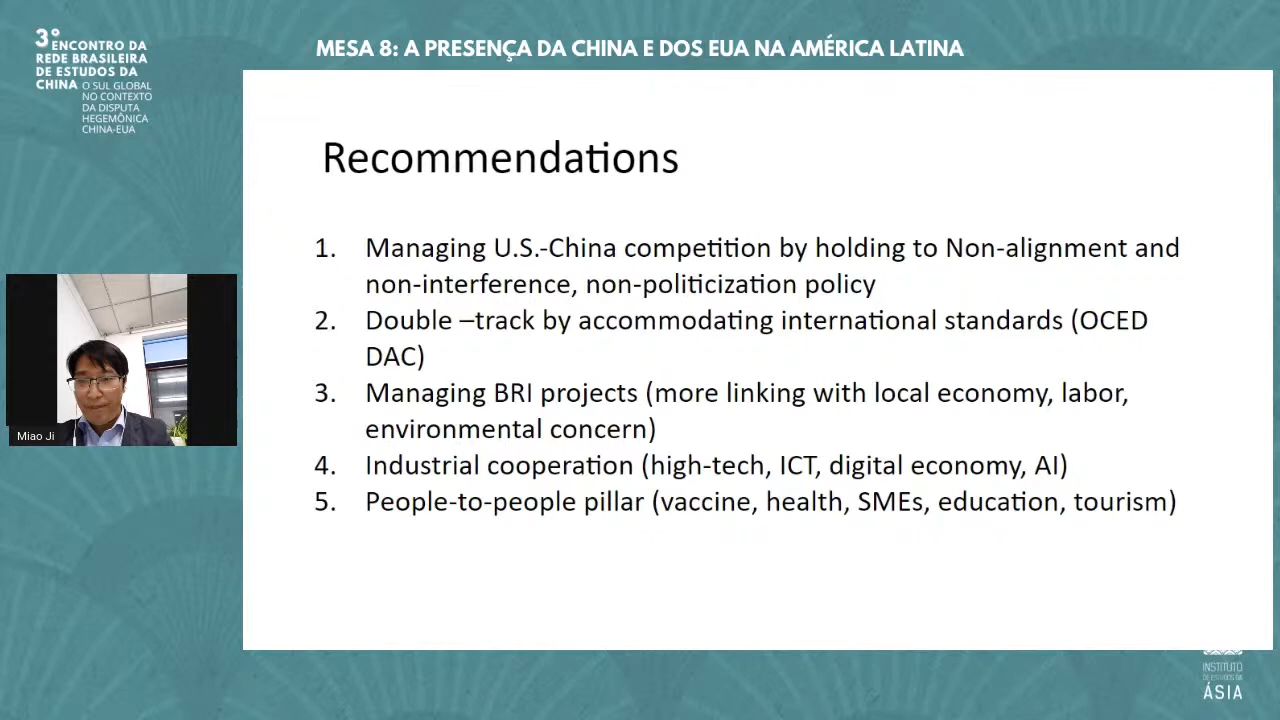 3º ENCONTRO DA
REDE BRASILEIRA
DE ESTUDOS DA
CHINA O SUL GLOBAL
NO CONTEXTO
DA DISPUTA
HEGEMÔNICA
CHINA-EUA
MESA 8: A PRESENÇA DA CHINA E DOS EUA NA AMÉRICA LATINA
Recommendations
1. Managing U.S.-China competition by holding to Non-alignment and
non-interference, non-politicization policy
2. Double –track by accommodating international standards (OCED
DAC)
3. Managing BRI projects (more linking with local economy, labor,
environmental concern)
4. Industrial cooperation (high-tech, ICT, digital economy, AI)
5. People-to-people pillar (vaccine, health, SMEs, education, tourism)
Miao Ji
INSTITUTO
DE ESTUDOS DA
ÁSIA